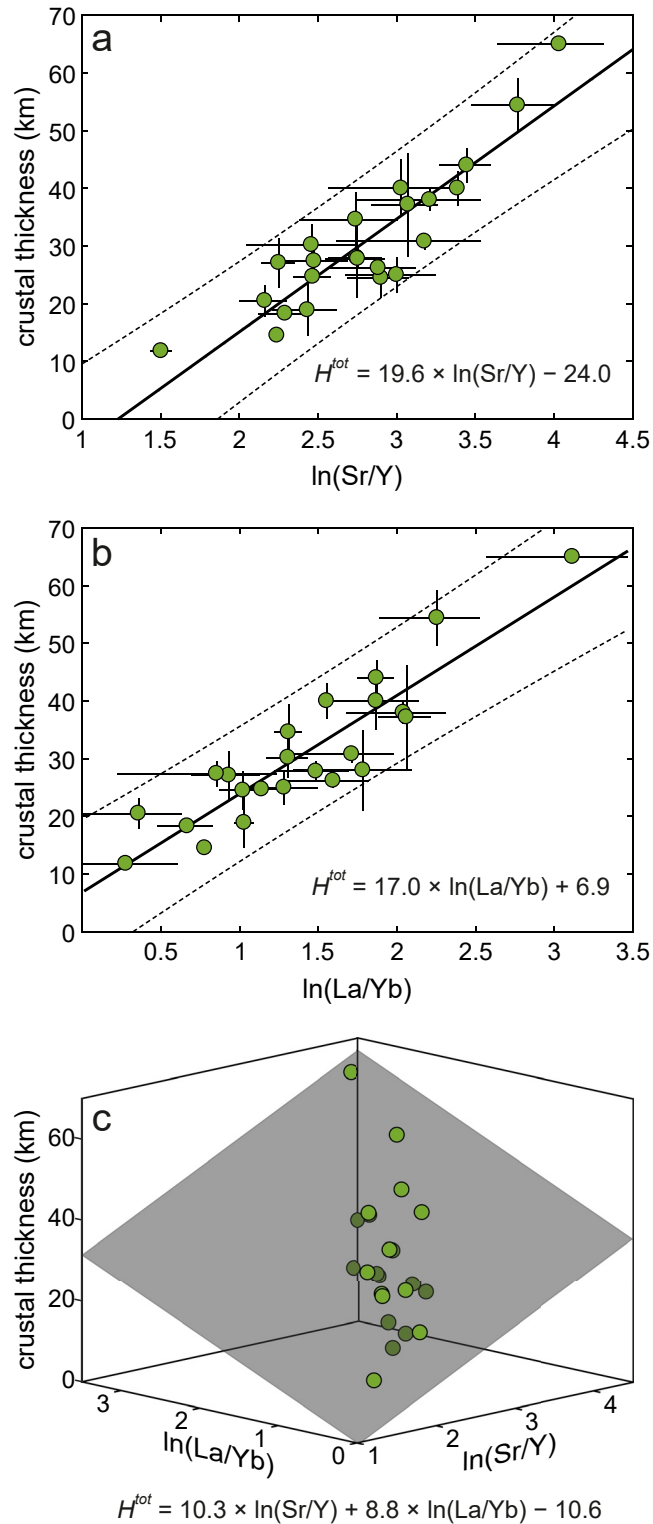 a
crustal thickness (km)
70
60
50
40
30
20
10
0
H^tot = 19.6 × ln(Sr/Y) – 24.0
1 1.5 2 2.5 3 3.5 4 4.5
ln(Sr/Y)
b
crustal thickness (km)
70
60
50
40
30
20
10
0
H^tot = 17.0 × ln(La/Yb) + 6.9
0.5 1 1.5 2 2.5 3 3.5
ln(La/Yb)
c
crustal thickness (km)
60
40
20
0
3 2 1 0 1 2 3 4
ln(La/Yb) ln(Sr/Y)
H^tot = 10.3 × ln(Sr/Y) + 8.8 × ln(La/Yb) – 10.6